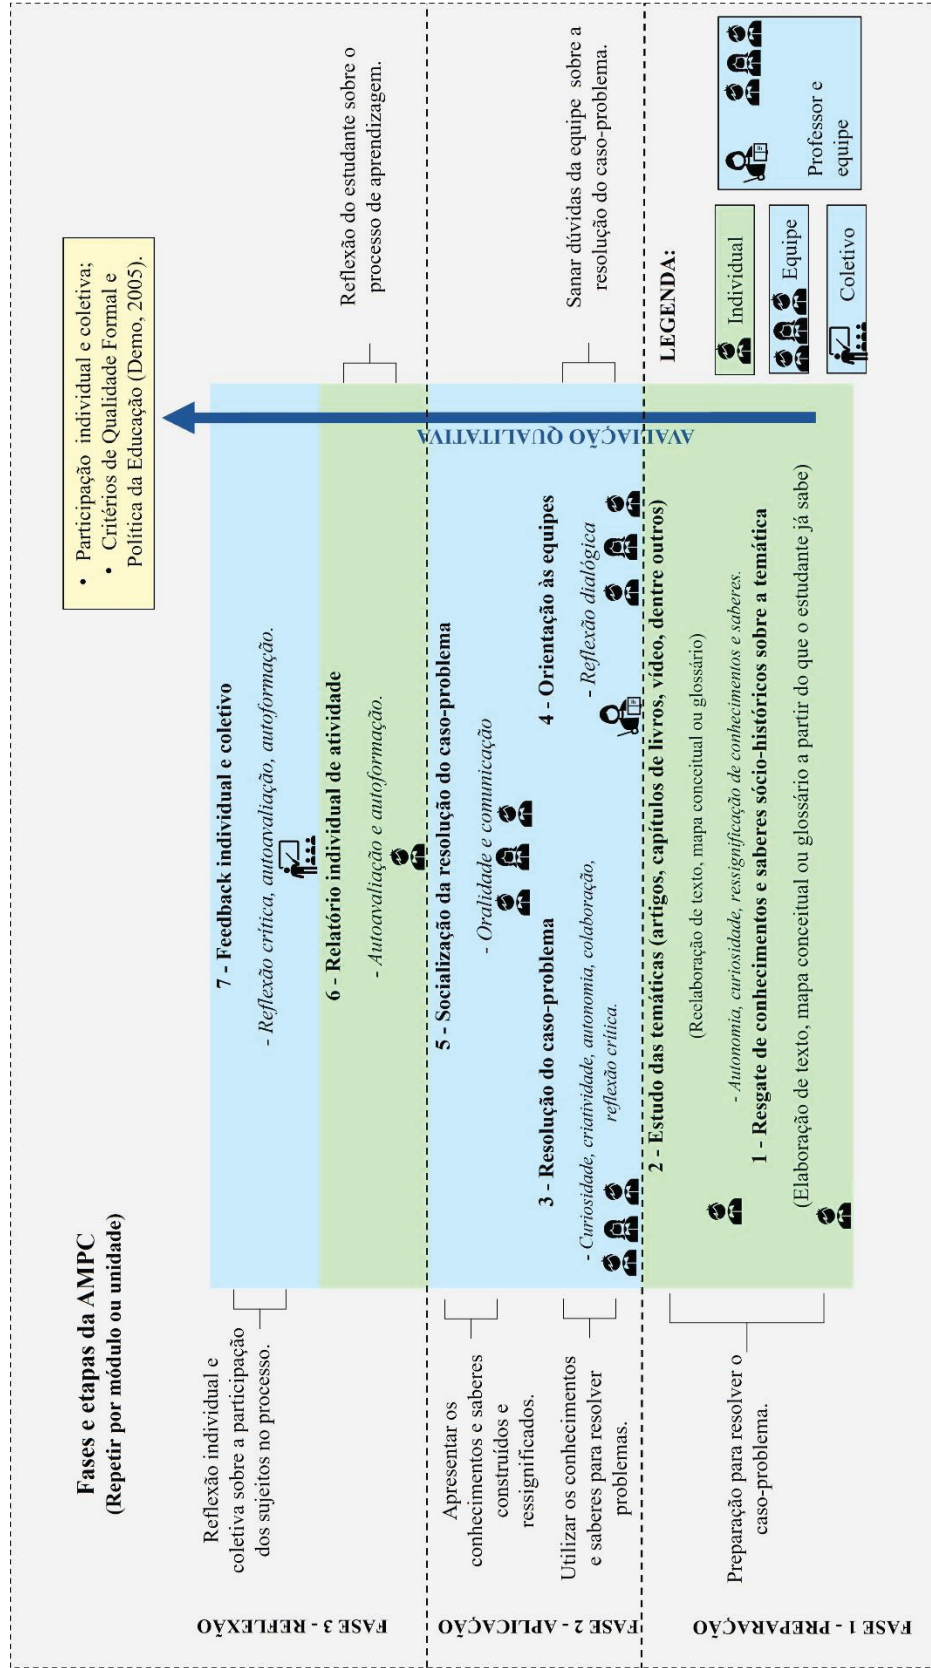 Fases e etapas da AMPC
(Repetir por módulo ou unidade)
• Participação individual e coletiva;
• Critérios de Qualidade Formal e
Política da Educação (Demo, 2005).
FASE 3 - REFLEXÃO
Reflexão individual e
coletiva sobre a participação
dos sujeitos no processo.
7 - Feedback individual e coletivo
- Reflexão crítica, autoavaliação, autoformação.
6 - Relatório individual de atividade
- Autoavaliação e autoformação.
Reflexão do estudante sobre o
processo de aprendizagem.
FASE 2 - APLICAÇÃO
Apresentar os
conhecimentos e saberes
construídos e
ressignificados.
5 - Socialização da resolução do caso-problema
- Oralidade e comunicação
Utilizar os conhecimentos
e saberes para resolver
problemas.
3 - Resolução do caso-problema
- Curiosidade, criatividade, autonomia, colaboração,
reflexão crítica.
4 - Orientação às equipes
- Reflexão dialógica
Sanar dúvidas da equipe sobre a
resolução do caso-problema.
AVALIAÇÃO QUALITATIVA
FASE 1 - PREPARAÇÃO
Preparação para resolver o
caso-problema.
2 - Estudo das temáticas (artigos, capítulos de livros, vídeo, dentre outros)
(Reelaboração de texto, mapa conceitual ou glossário)
- Autonomia, curiosidade, ressignificação de conhecimentos e saberes.
1 - Resgate de conhecimentos e saberes sócio-históricos sobre a temática
(Elaboração de texto, mapa conceitual ou glossário a partir do que o estudante já sabe)
LEGENDA:
Individual
Equipe
Coletivo
Professor e
equipe